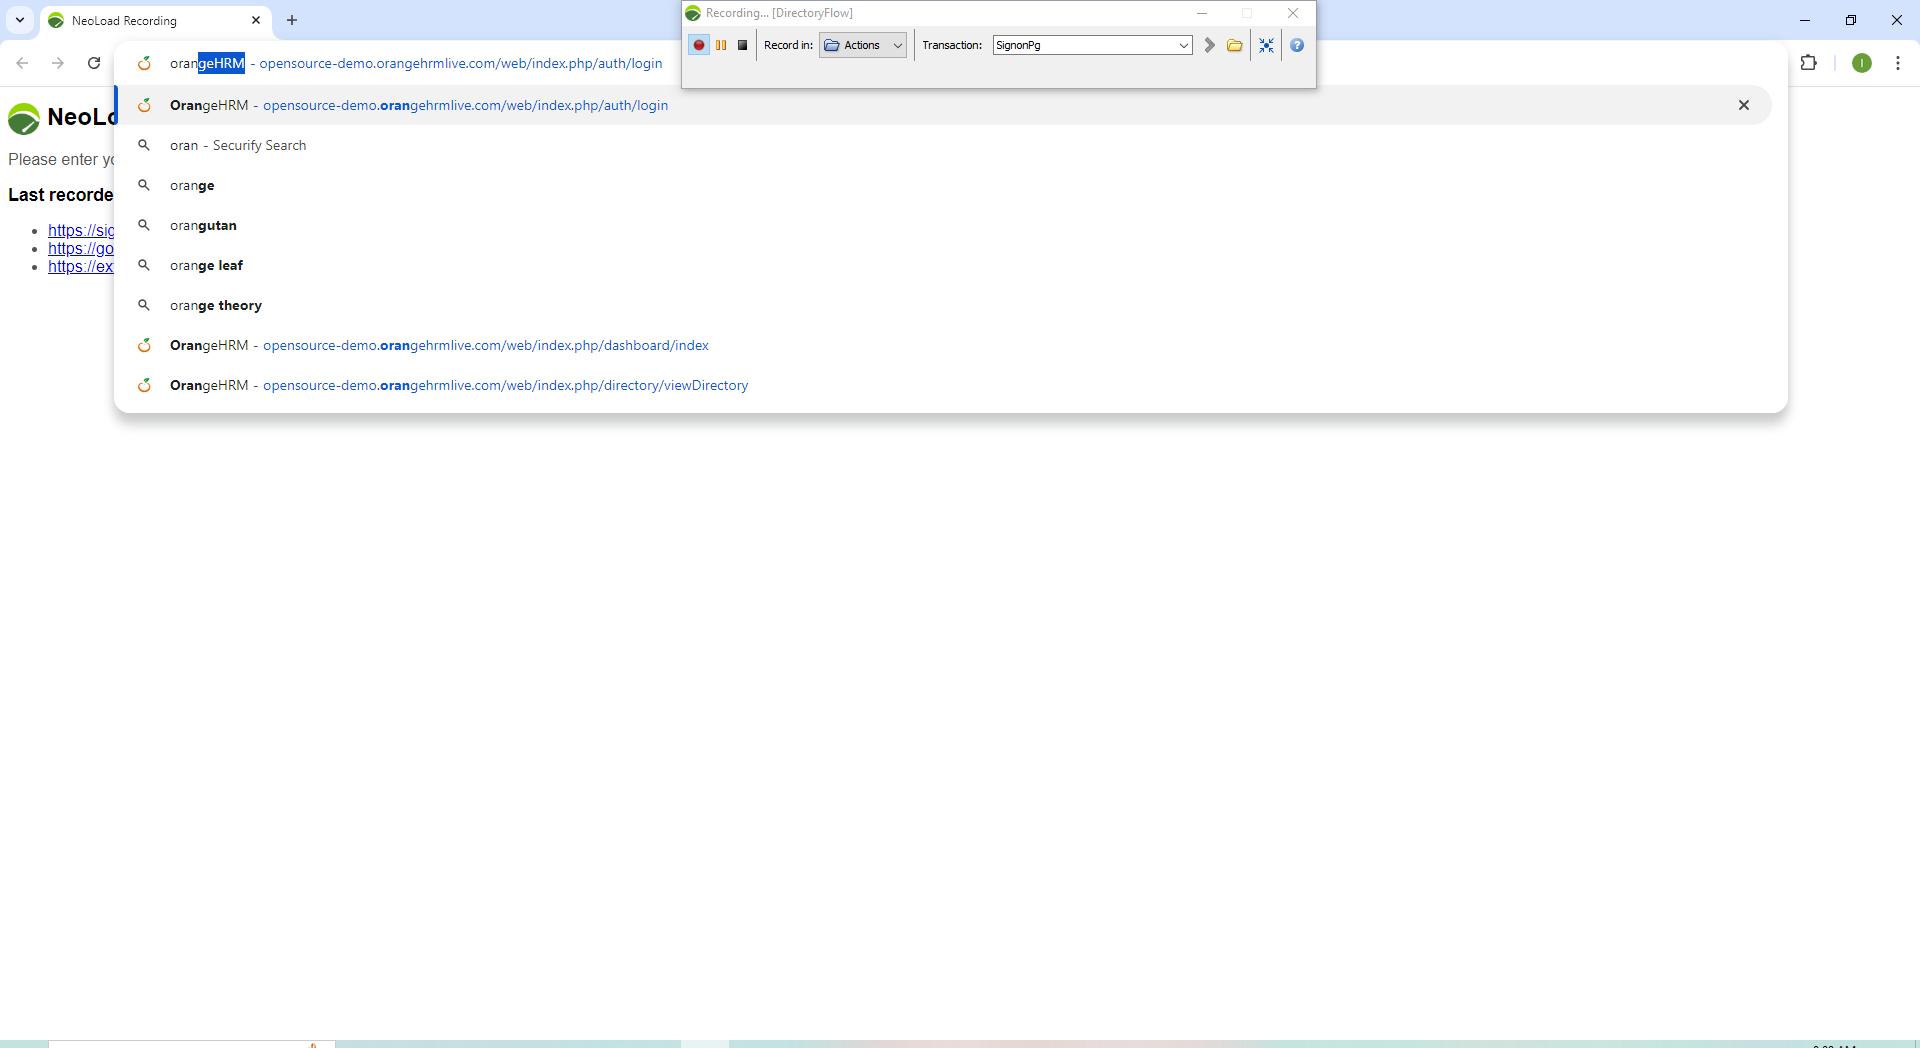 NeoLoad Recording
Recording... [DirectoryFlow]
Record in: Actions Transaction: SignonPg
orangeHRM - opensource-demo.orangehrmlive.com/web/index.php/auth/login
I
OrangeHRM - opensource-demo.orangehrmlive.com/web/index.php/auth/login
NeoLo
oran - Securify Search
Please enter yo
orange
Last recorde
orangutan
https://sig
https://go
orange leaf
https://ex
orange theory
OrangeHRM - opensource-demo.orangehrmlive.com/web/index.php/dashboard/index
OrangeHRM - opensource-demo.orangehrmlive.com/web/index.php/directory/viewDirectory